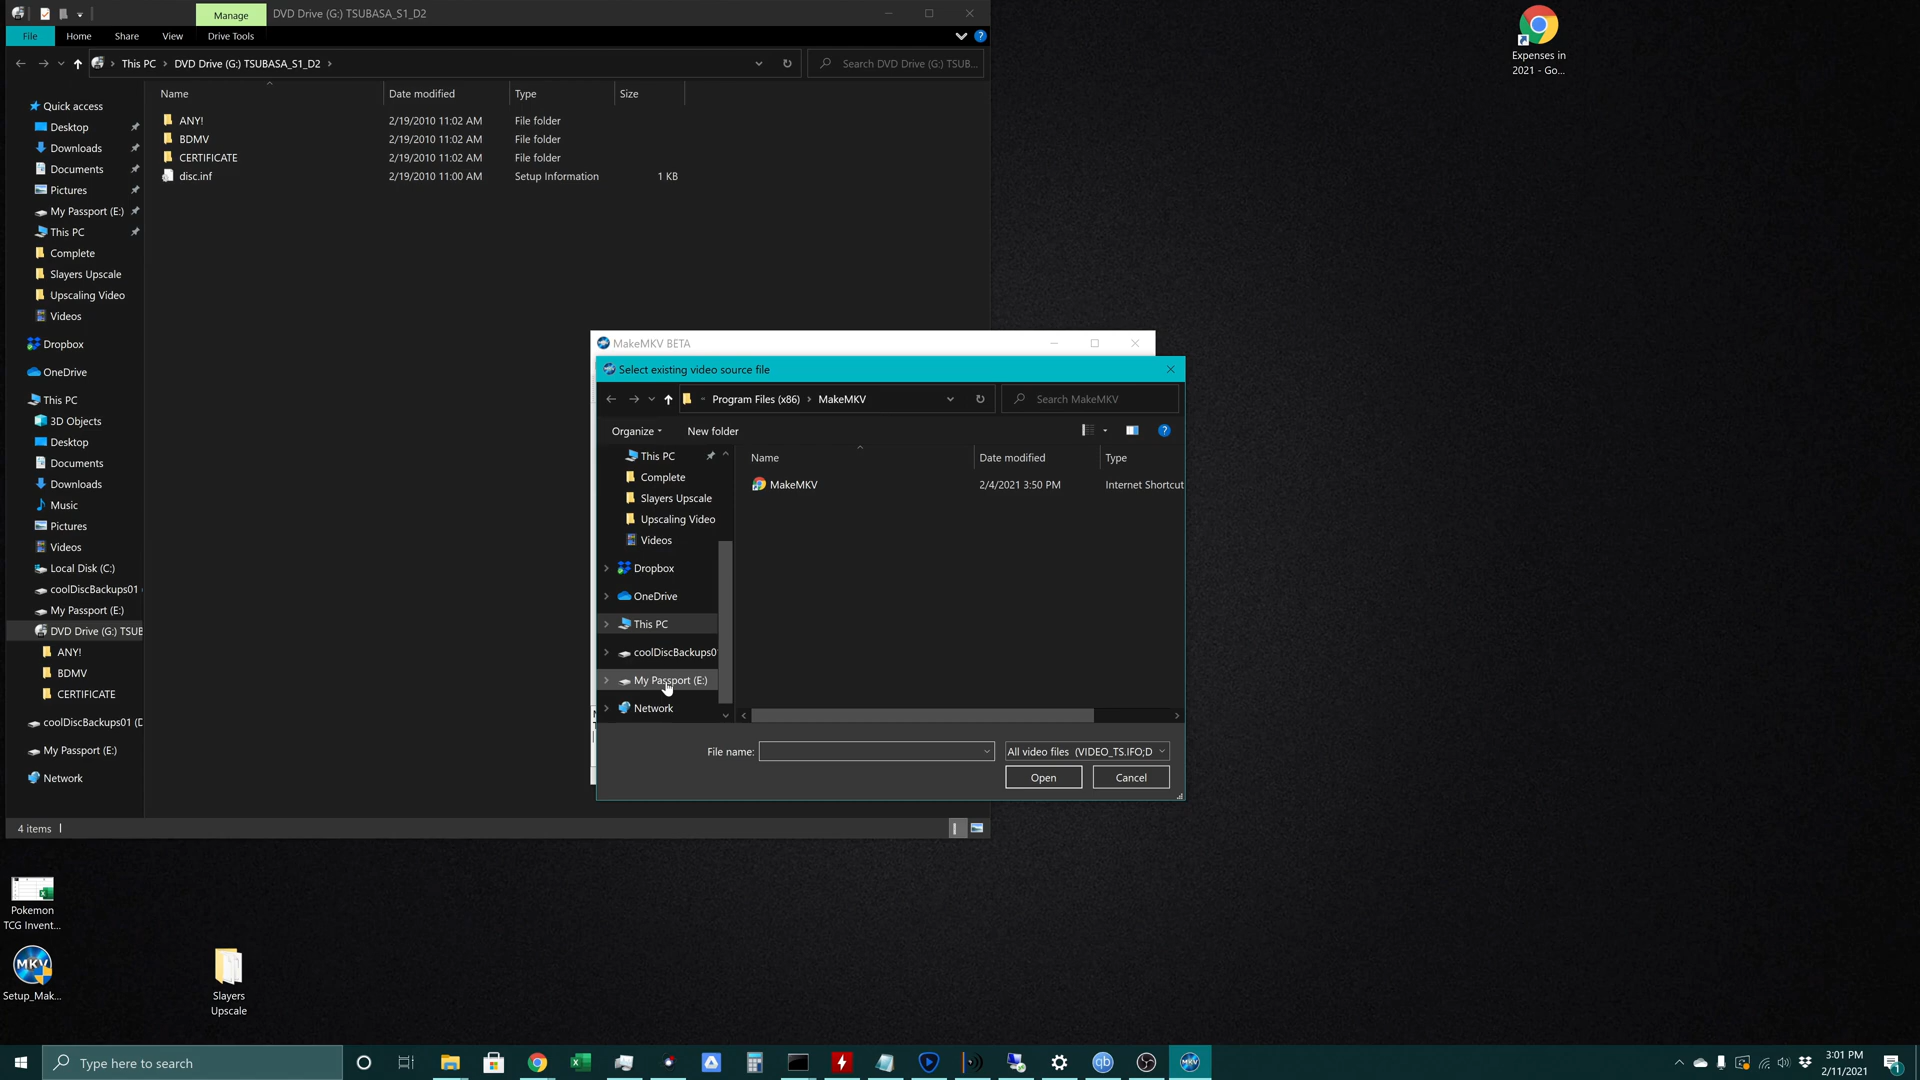 Manage
DVD Drive (G:) TSUBASA_S1_D2
File
Home
Share
View
Drive Tools
This PC
DVD Drive (G:) TSUBASA_S1_D2
Search DVD Drive (G:) TSUB...
Name
Date modified
Type
Size
ANY!
2/19/2010 11:02 AM
File folder
BDMV
2/19/2010 11:02 AM
File folder
CERTIFICATE
2/19/2010 11:02 AM
File folder
disc.inf
2/19/2010 11:00 AM
Setup Information
1 KB
Quick access
Desktop
Downloads
Documents
Pictures
My Passport (E:)
This PC
Complete
Slayers Upscale
Upscaling Video
Videos
Dropbox
OneDrive
This PC
3D Objects
Desktop
Documents
Downloads
Music
Pictures
Videos
Local Disk (C:)
coolDiscBackups01
My Passport (E:)
DVD Drive (G:) TSUB
ANY!
BDMV
CERTIFICATE
coolDiscBackups01 (D
My Passport (E:)
Network
4 items
MakeMKV BETA
Select existing video source file
Program Files (x86)
MakeMKV
Search MakeMKV
Organize
New folder
Name
Date modified
Type
MakeMKV
2/4/2021 3:50 PM
Internet Shortcut
This PC
Complete
Slayers Upscale
Upscaling Video
Videos
Dropbox
OneDrive
This PC
coolDiscBackups0
My Passport (E:)
Network
File name:
All video files (VIDEO_TS.IFO;D
Open
Cancel
Expenses in
2021 - Go...
Pokemon
TCG Invent...
MKV
Setup_Mak...
Slayers
Upscale
Type here to search
qb
MKV
3:01 PM
2/11/2021
1